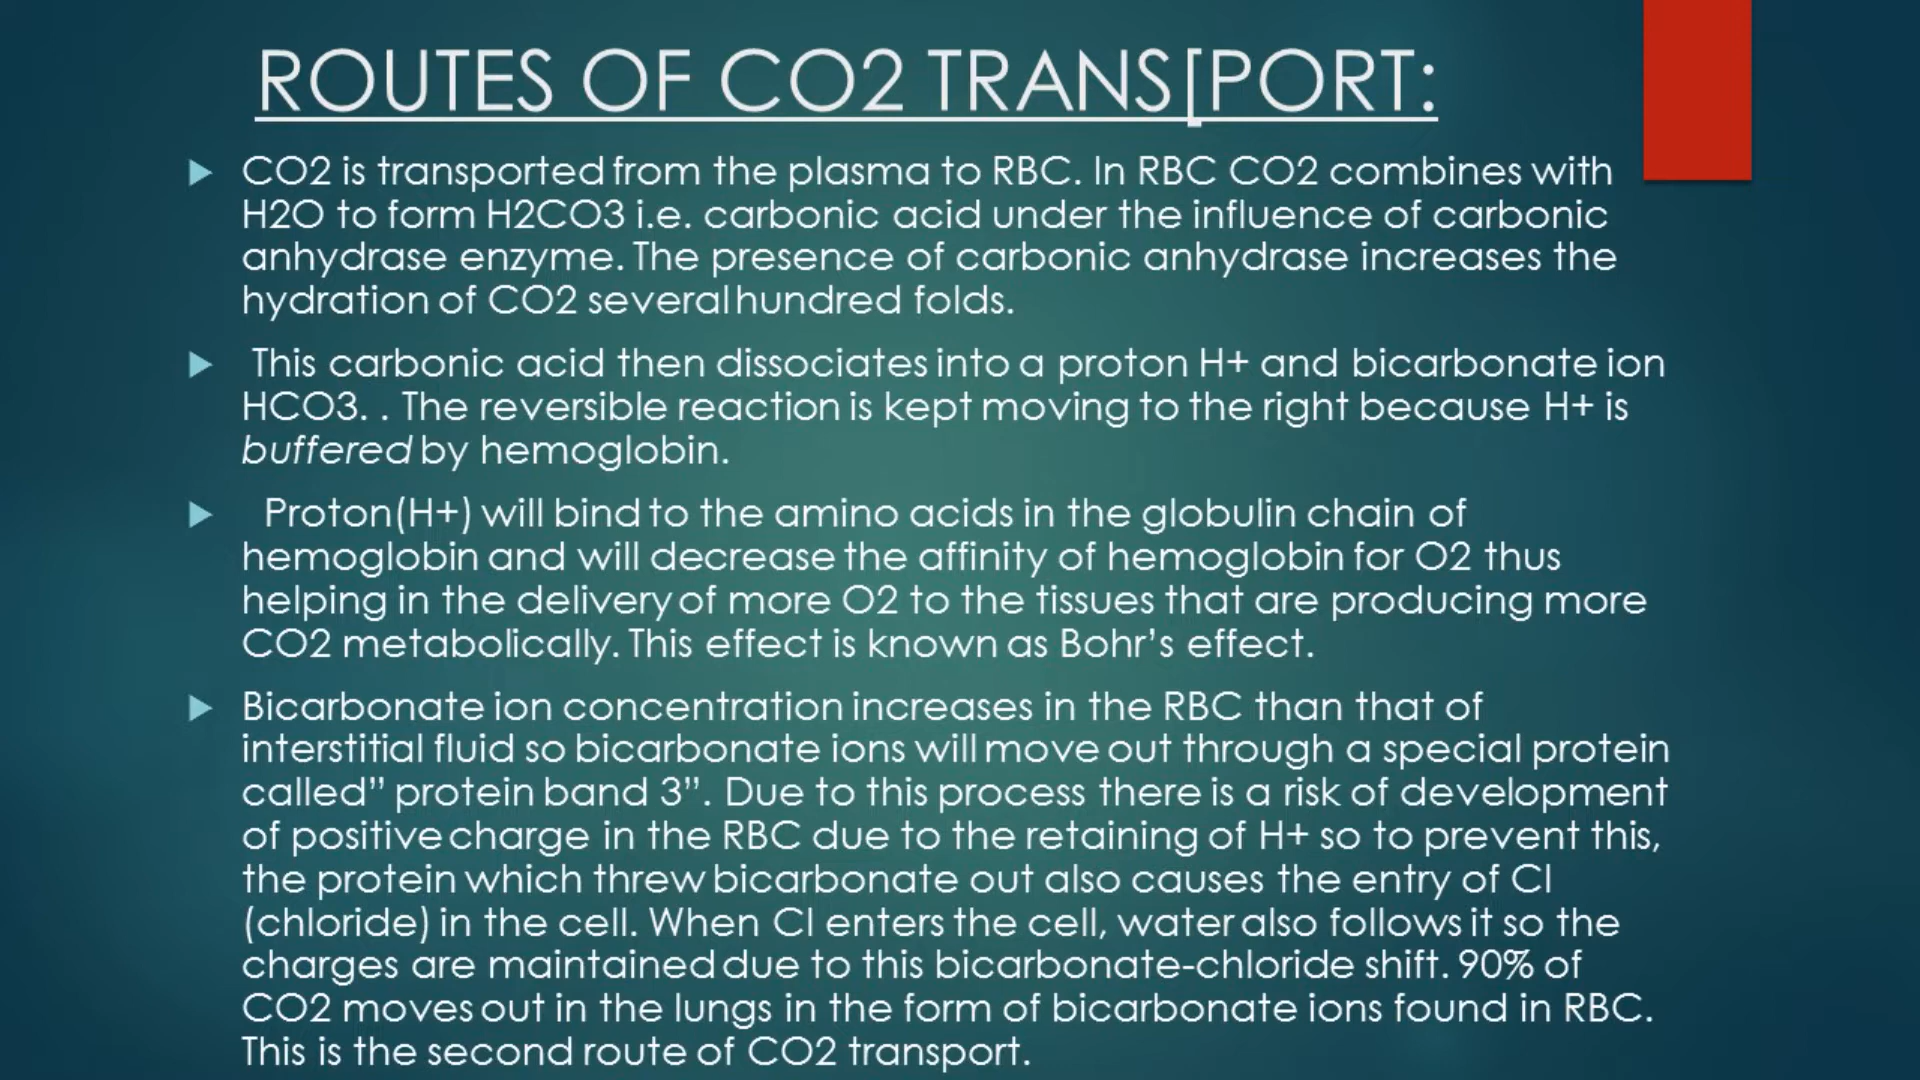 ROUTES OF CO2 TRANS[PORT:
CO2 is transported from the plasma to RBC. In RBC CO2 combines with
H2O to form H2CO3 i.e. carbonic acid under the influence of carbonic
anhydrase enzyme. The presence of carbonic anhydrase increases the
hydration of CO2 several hundred folds.
This carbonic acid then dissociates into a proton H+ and bicarbonate ion
HCO3. . The reversible reaction is kept moving to the right because H+ is
buffered by hemoglobin.
Proton(H+) will bind to the amino acids in the globulin chain of
hemoglobin and will decrease the affinity of hemoglobin for O2 thus
helping in the delivery of more O2 to the tissues that are producing more
CO2 metabolically. This effect is known as Bohr’s effect.
Bicarbonate ion concentration increases in the RBC than that of
interstitial fluid so bicarbonate ions will move out through a special protein
called” protein band 3”. Due to this process there is a risk of development
of positive charge in the RBC due to the retaining of H+ so to prevent this,
the protein which threw bicarbonate out also causes the entry of Cl
(chloride) in the cell. When Cl enters the cell, water also follows it so the
charges are maintained due to this bicarbonate-chloride shift. 90% of
CO2 moves out in the lungs in the form of bicarbonate ions found in RBC.
This is the second route of CO2 transport.